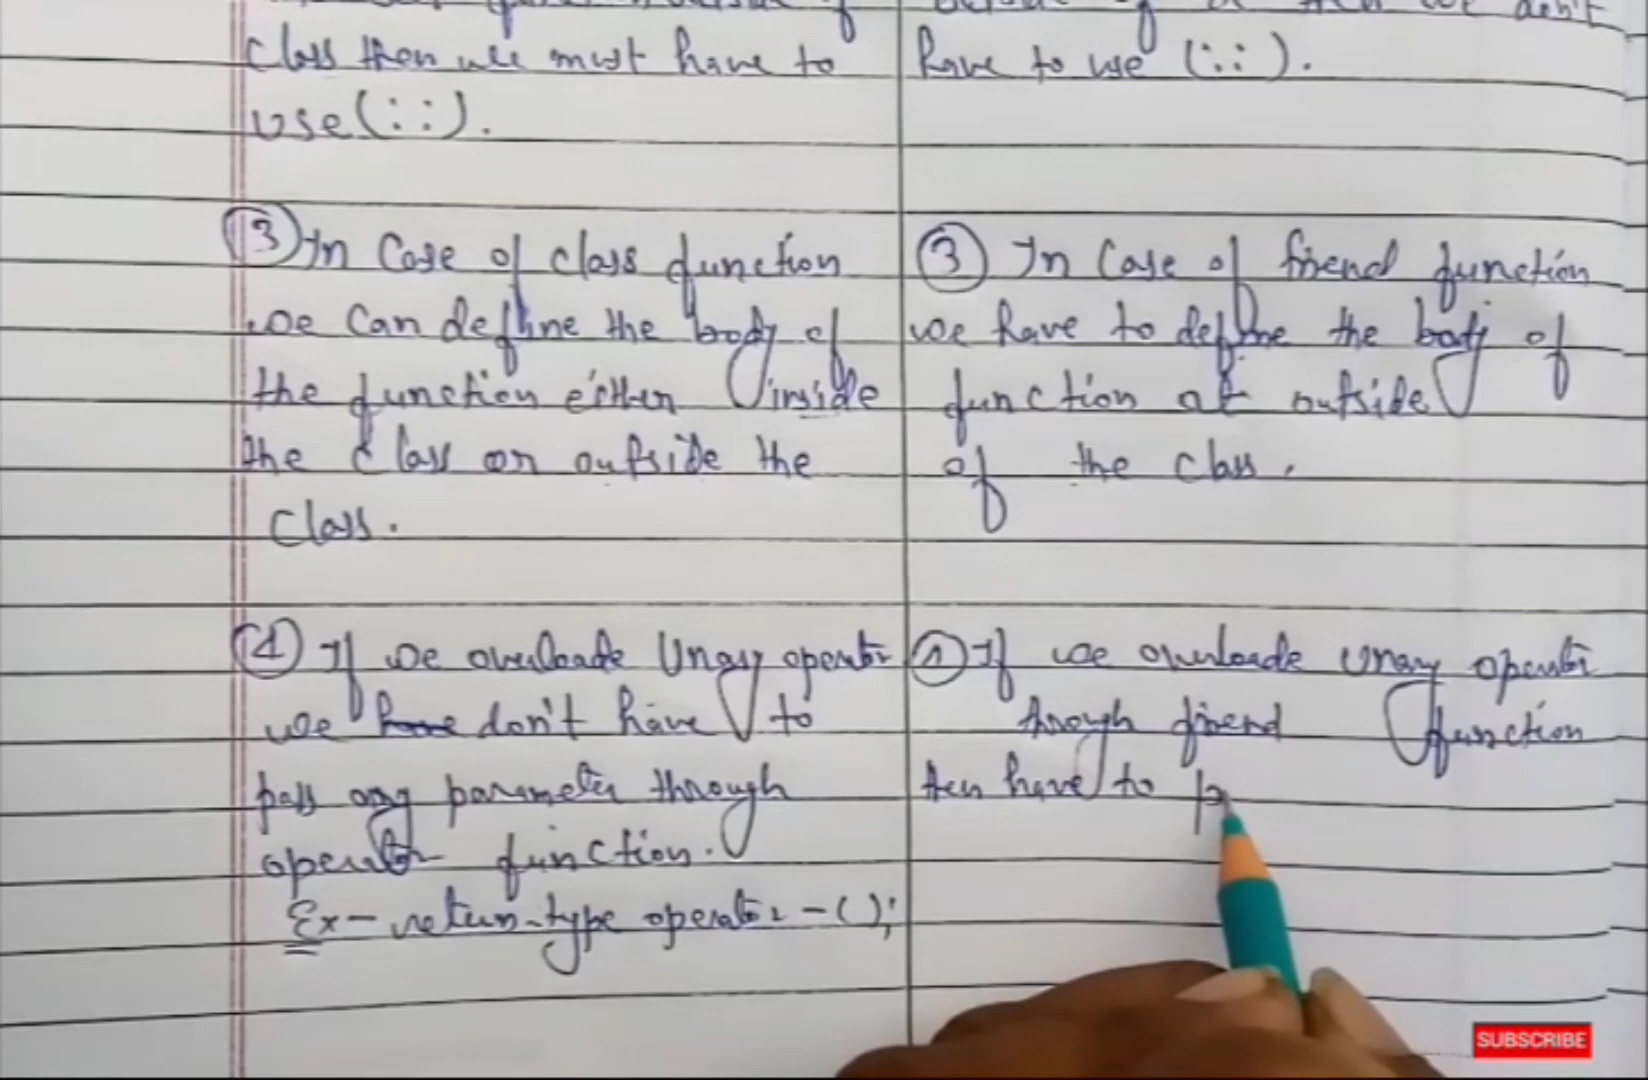 class then we must have to
use(::).
③ In Case of class function
we can define the body of
the function either inside
the class or outside the
class.
④ If we overloade Unary operator
we have don't have to
pass any parameter through
operator function.
Ex- return-type operator -();
don't
have to use (::).
③ In Case of friend function
we have to define the body of
function at outside
of the class.
If we overloade unary operator
through friend function
then have to p
SUBSCRIBE